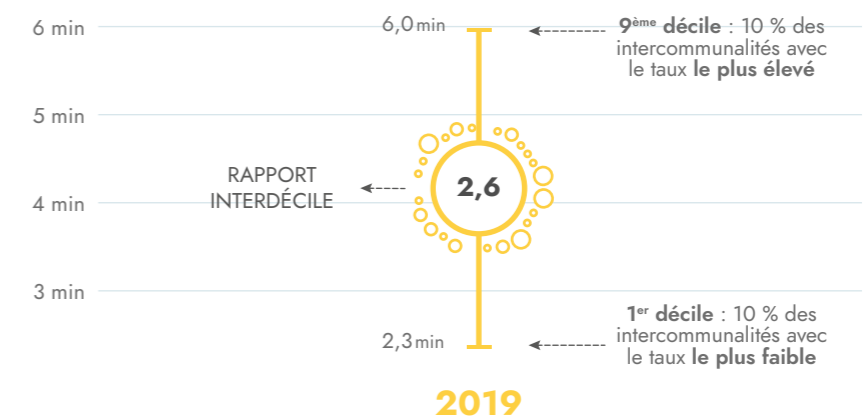 6 min
6,0 min
9ème décile : 10 % des
intercommunalités avec
le taux le plus élevé
5 min
RAPPORT
INTERDÉCILE
2,6
4 min
3 min
2,3 min
1er décile : 10 % des
intercommunalités avec
le taux le plus faible
2019